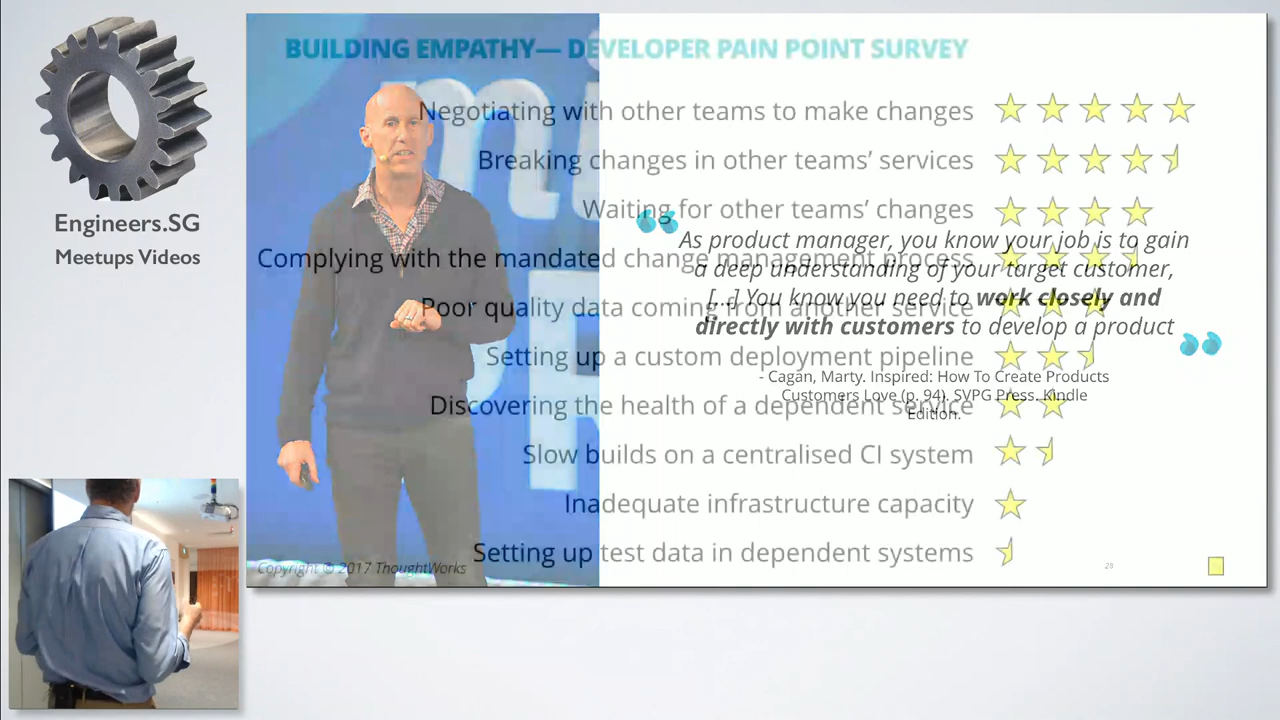 Engineers.SG
Meetups Videos
BUILDING EMPATHY— DEVELOPER PAIN POINT SURVEY
Negotiating with other teams to make changes
Breaking changes in other teams’ services
Waiting for other teams’ changes
Complying with the mandated change management process
Poor quality data coming from another service
Setting up a custom deployment pipeline
Discovering the health of a dependent service
Slow builds on a centralised CI system
Inadequate infrastructure capacity
Setting up test data in dependent systems
“
As product manager, you know your job is to gain
a deep understanding of your target customer,
[...] You know you need to work closely and
directly with customers to develop a product
”
- Cagan, Marty. Inspired: How To Create Products
Customers Love (p. 94). SVPG Press. Kindle
Edition.
Copyright © 2017 ThoughtWorks
28